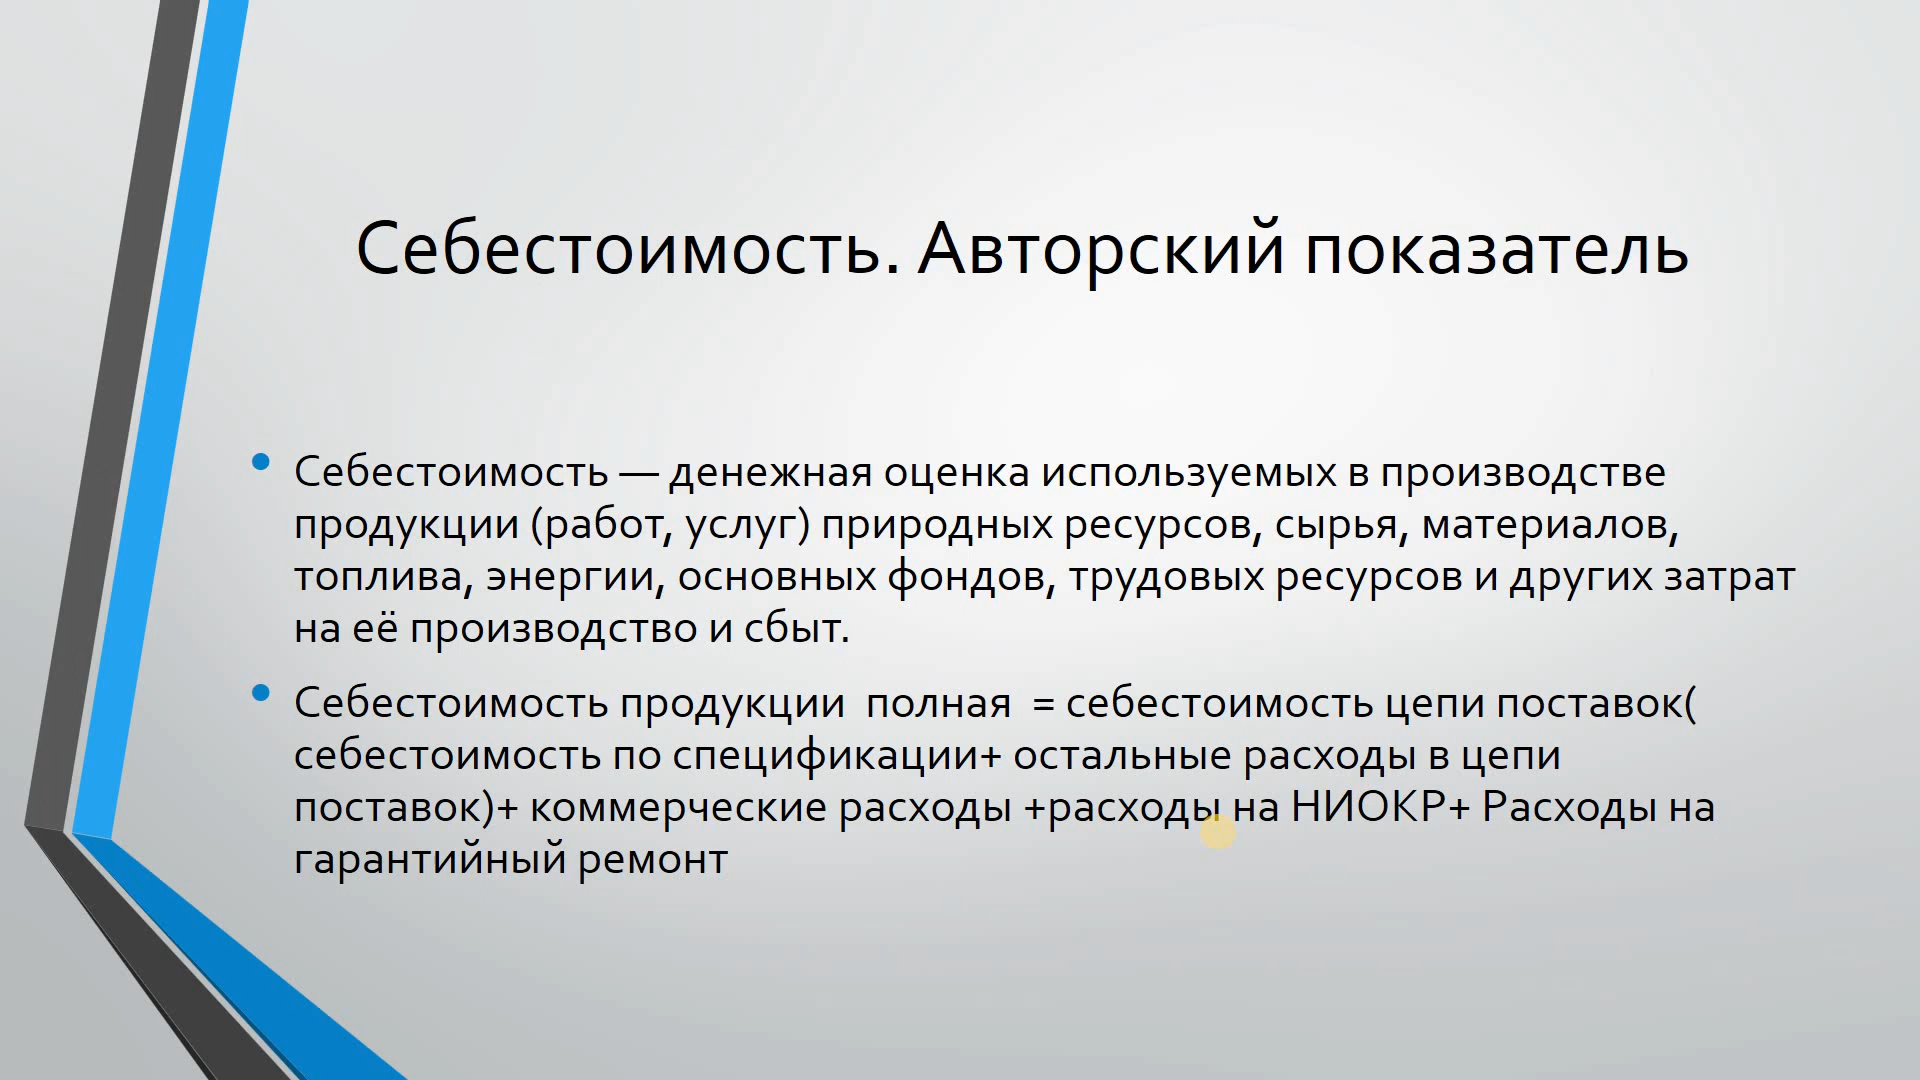 Себестоимость. Авторский показатель
Себестоимость — денежная оценка используемых в производстве
продукции (работ, услуг) природных ресурсов, сырья, материалов,
топлива, энергии, основных фондов, трудовых ресурсов и других затрат
на её производство и сбыт.
Себестоимость продукции  полная  = себестоимость цепи поставок(
себестоимость по спецификации+ остальные расходы в цепи
поставок)+ коммерческие расходы +расходы на НИОКР+ Расходы на
гарантийный ремонт